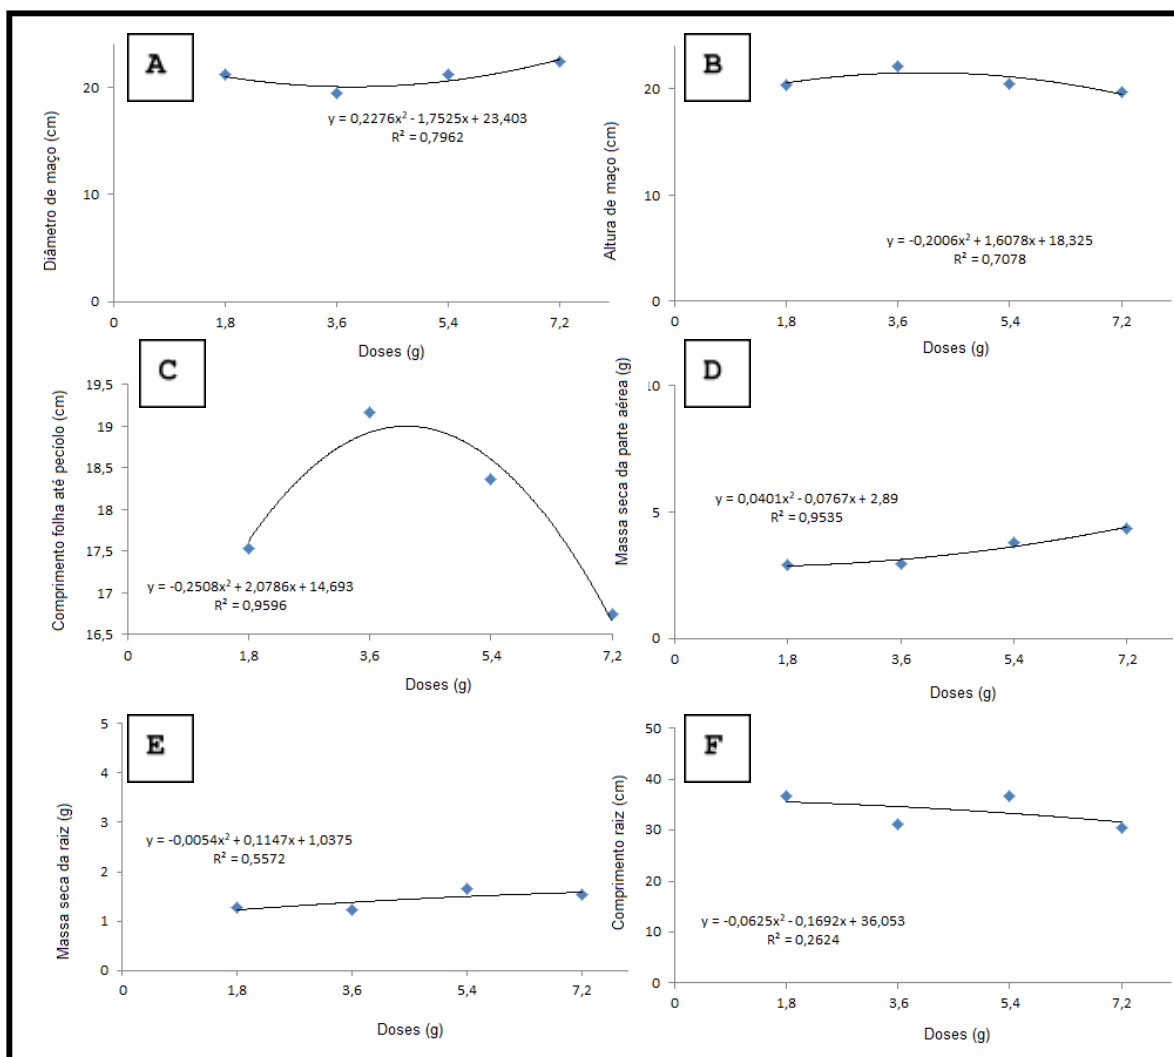 A
Diâmetro de maço (cm)
20
10
0
y = 0,2276x² - 1,7525x + 23,403
R² = 0,7962
0 1,8 3,6 5,4 7,2
Doses (g)
B
Altura de maço (cm)
20
10
0
y = -0,2006x² + 1,6078x + 18,325
R² = 0,7078
0 1,8 3,6 5,4 7,2
Doses (g)
C
Comprimento folha até pecíolo (cm)
19,5
19
18,5
18
17,5
17
16,5
y = -0,2508x² + 2,0786x + 14,693
R² = 0,9596
0 1,8 3,6 5,4 7,2
Doses (g)
D
Massa seca da parte aérea (g)
10
5
0
y = 0,0401x² - 0,0767x + 2,89
R² = 0,9535
0 1,8 3,6 5,4 7,2
Doses (g)
E
Massa seca da raiz (g)
5
4
3
2
1
0
y = -0,0054x² + 0,1147x + 1,0375
R² = 0,5572
0 1,8 3,6 5,4 7,2
Doses (g)
F
Comprimento raiz (cm)
50
40
30
20
10
0
y = -0,0625x² - 0,1692x + 36,053
R² = 0,2624
0 1,8 3,6 5,4 7,2
Doses (g)